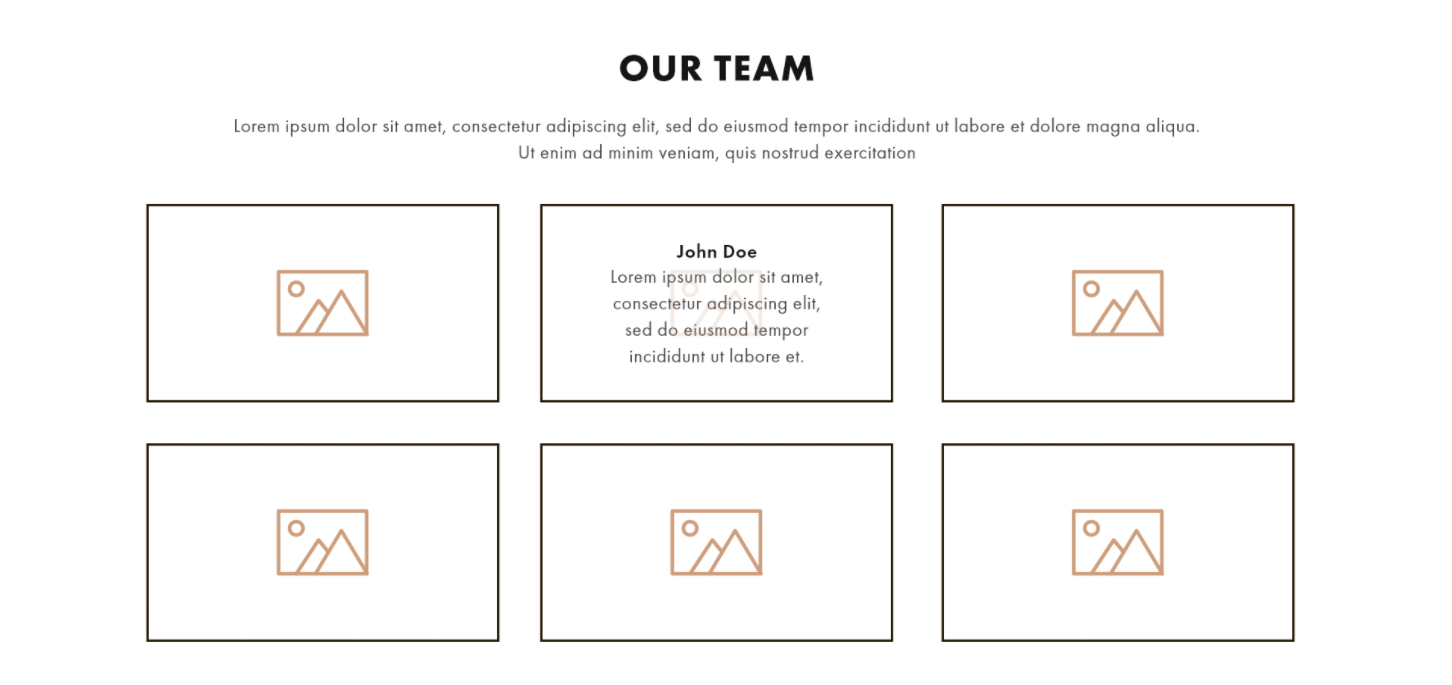 OUR TEAM
Lorem ipsum dolor sit amet, consectetur adipiscing elit, sed do eiusmod tempor incididunt ut labore et dolore magna aliqua.
Ut enim ad minim veniam, quis nostrud exercitation
John Doe
Lorem ipsum dolor sit amet,
consectetur adipiscing elit,
sed do eiusmod tempor
incididunt ut labore et.